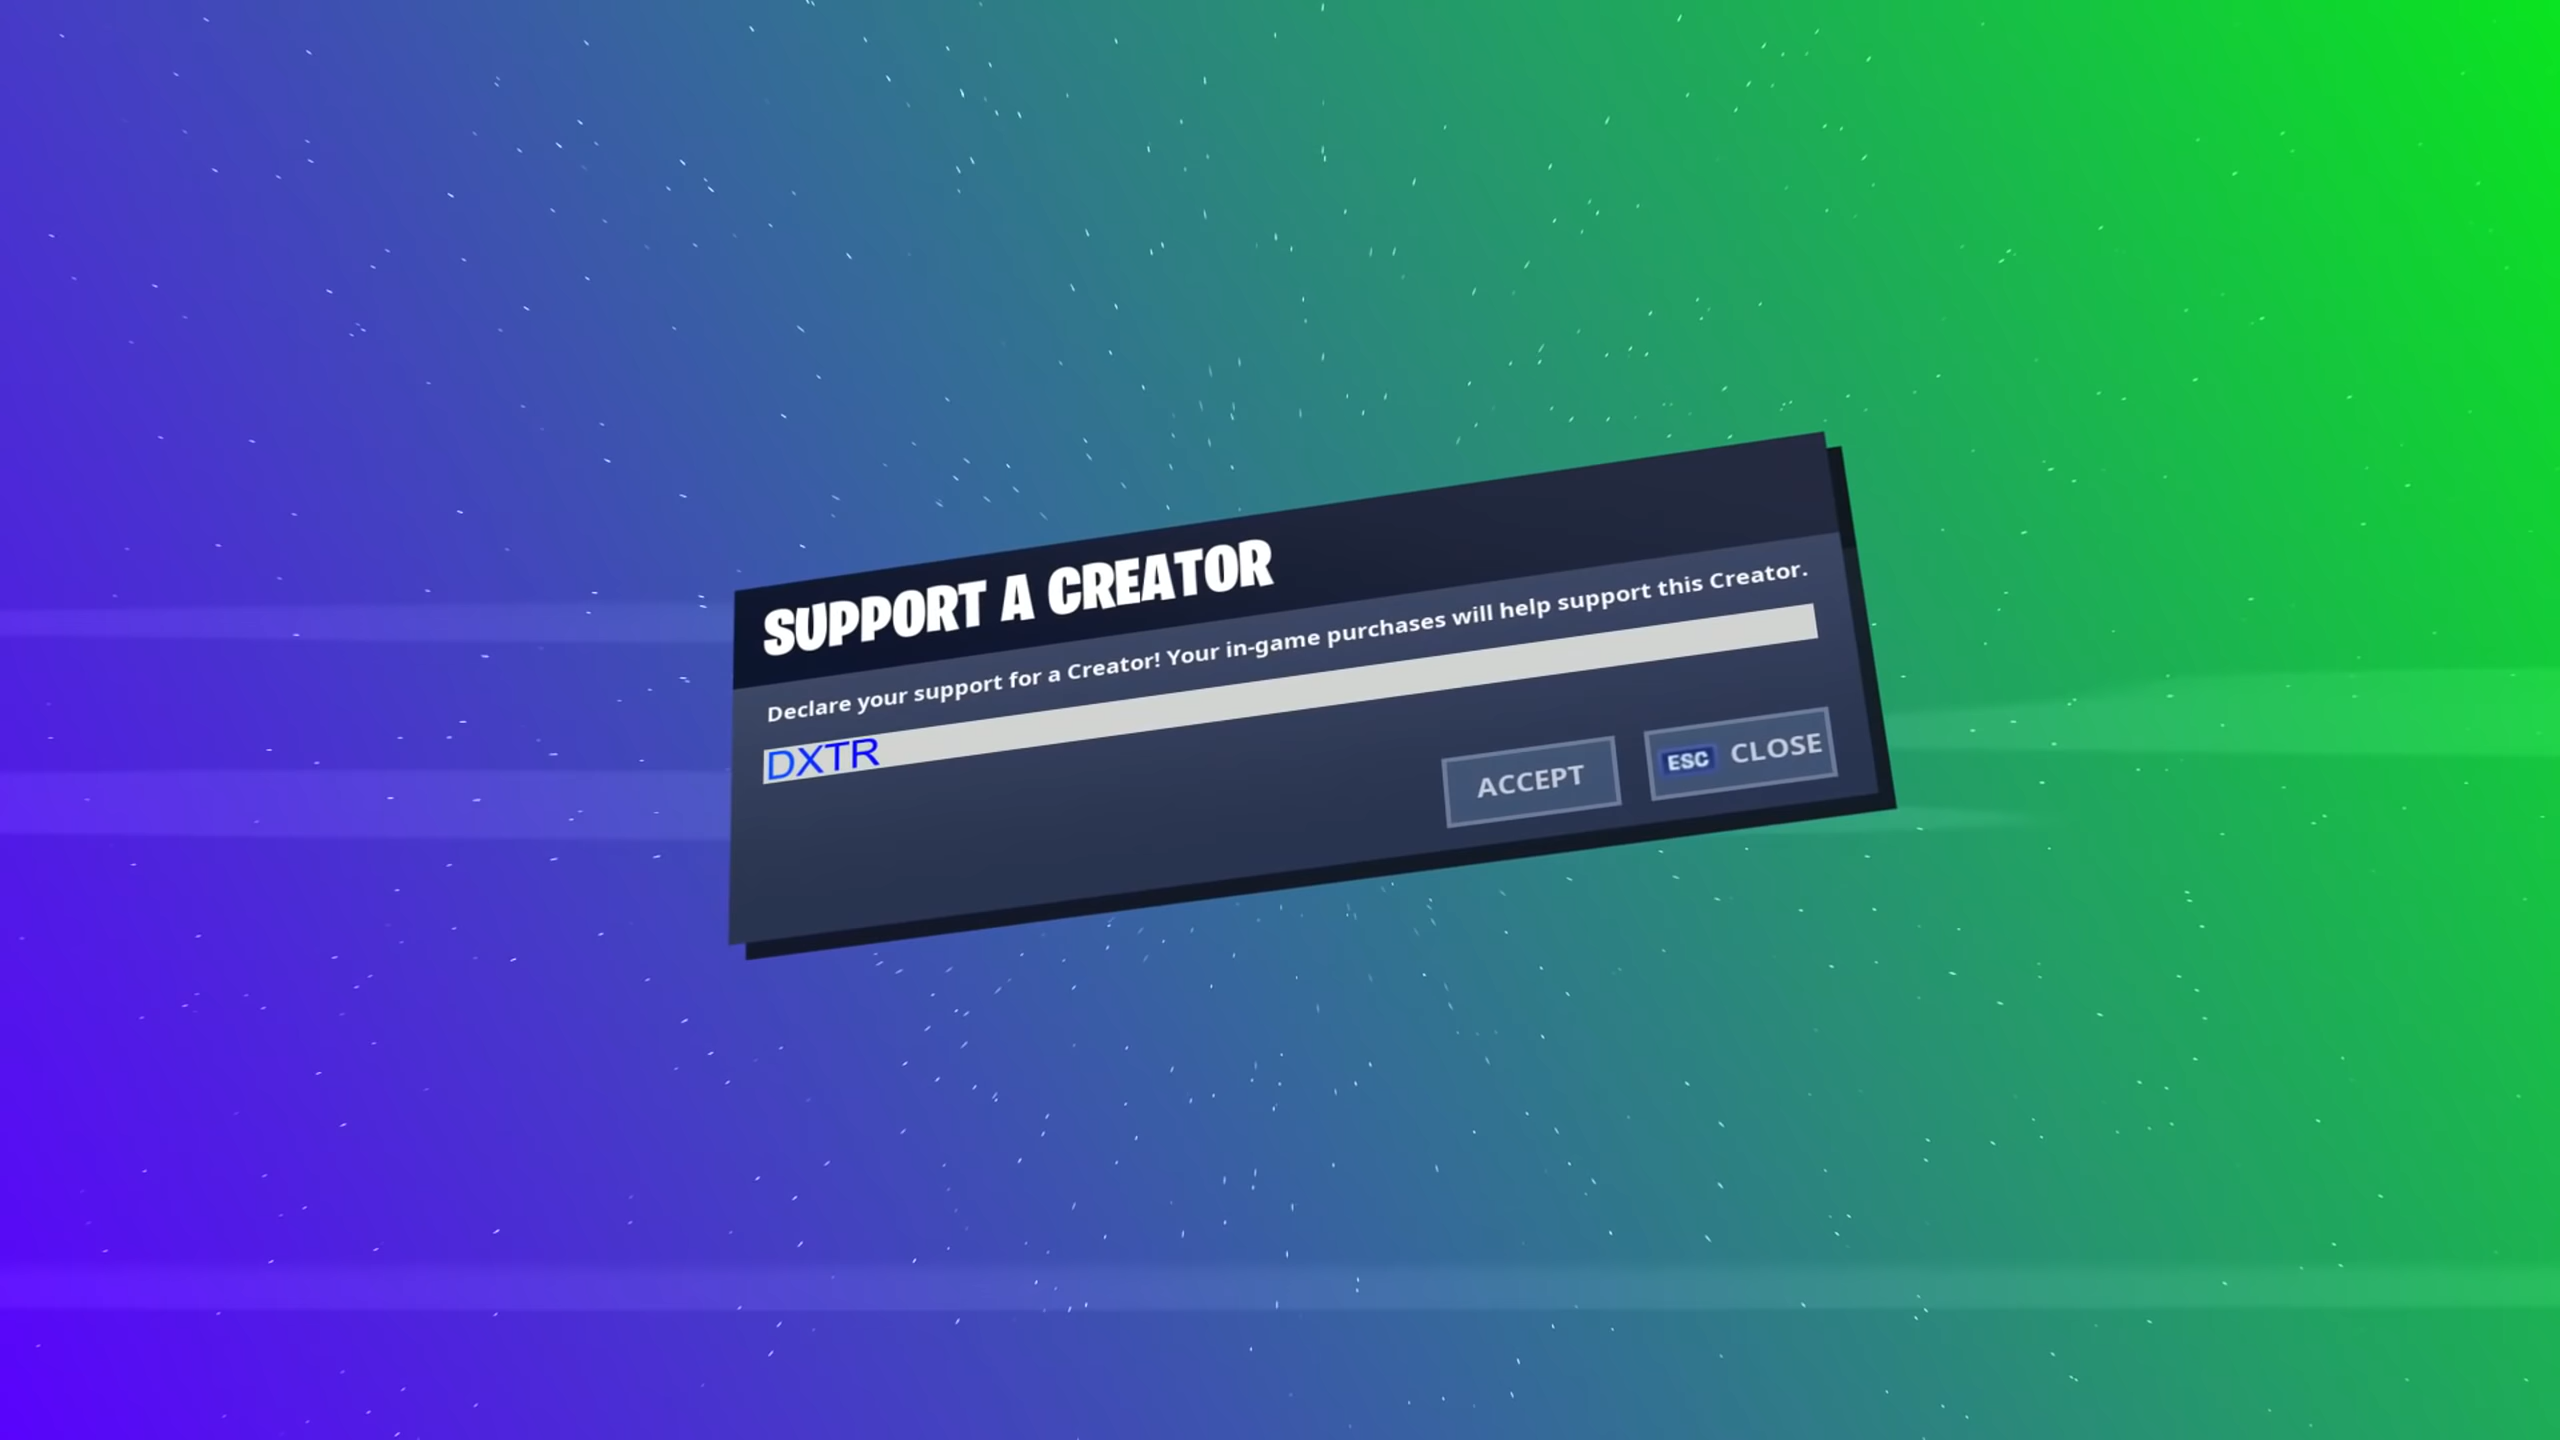 SUPPORT A CREATOR
Declare your support for a Creator! Your in-game purchases will help support this Creator.
DXTR
ACCEPT
ESC CLOSE